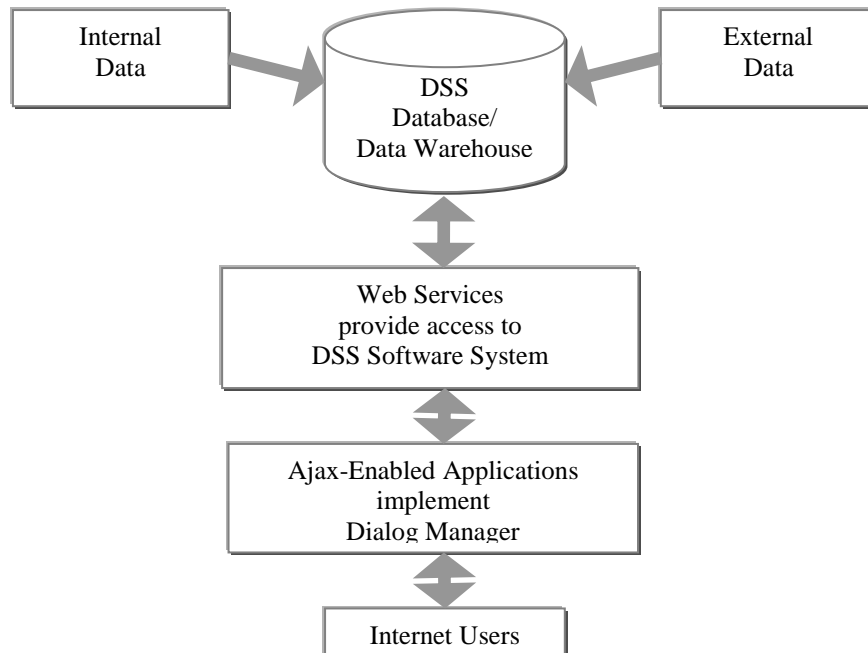 Internal
Data
DSS
Database/
Data Warehouse
External
Data
Web Services
provide access to
DSS Software System
Ajax-Enabled Applications
implement
Dialog Manager
Internet Users